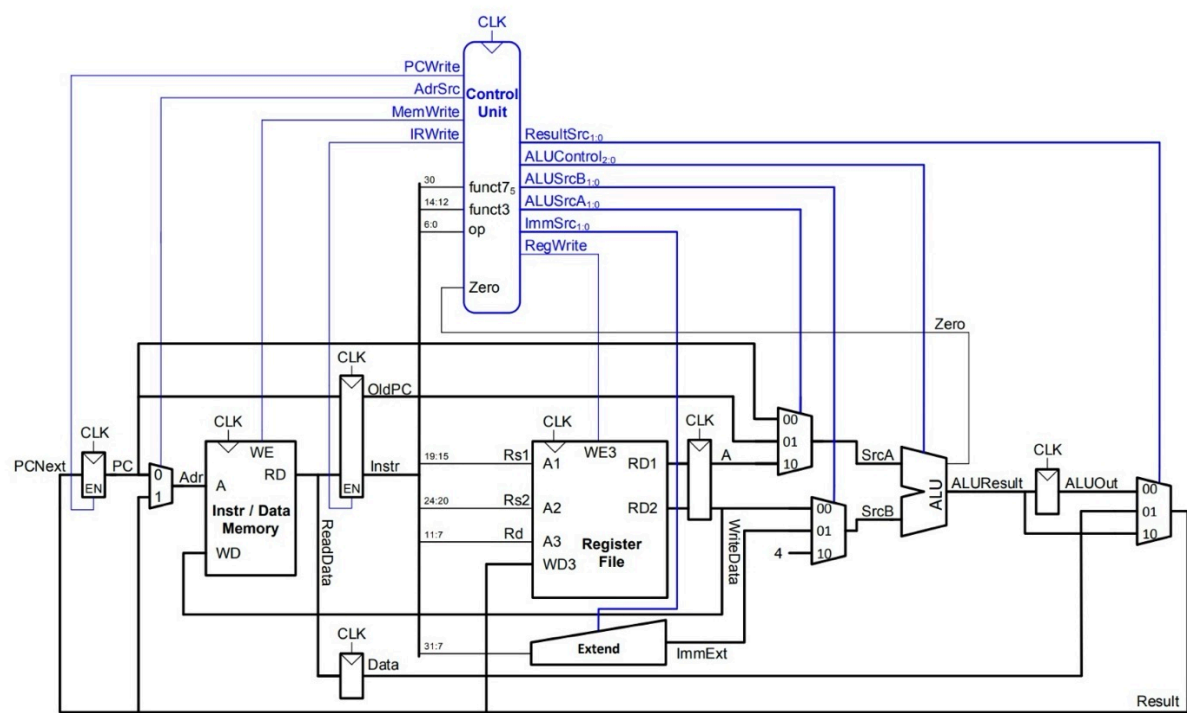 CLK
PCWrite
AdrSrc
MemWrite
IRWrite
Control
Unit
ResultSrc1:0
ALUControl2:0
ALUSrcB1:0
ALUSrcA1:0
ImmSrc1:0
RegWrite
30
funct75
14:12
funct3
6:0
op
Zero
Zero
CLK
OldPC
CLK
PCNext
EN
PC
0
1
Adr
CLK
WE
RD
A
Instr / Data
Memory
WD
ReadData
EN
Instr
19:15
Rs1
24:20
Rs2
11:7
Rd
31:7
CLK
WE3
A1
RD1
A2
RD2
A3
WD3
Register
File
CLK
A
WriteData
00
01
10
SrcA
00
01
4
10
SrcB
ALU
ALUResult
CLK
ALUOut
00
01
10
Extend
ImmExt
CLK
Data
Result